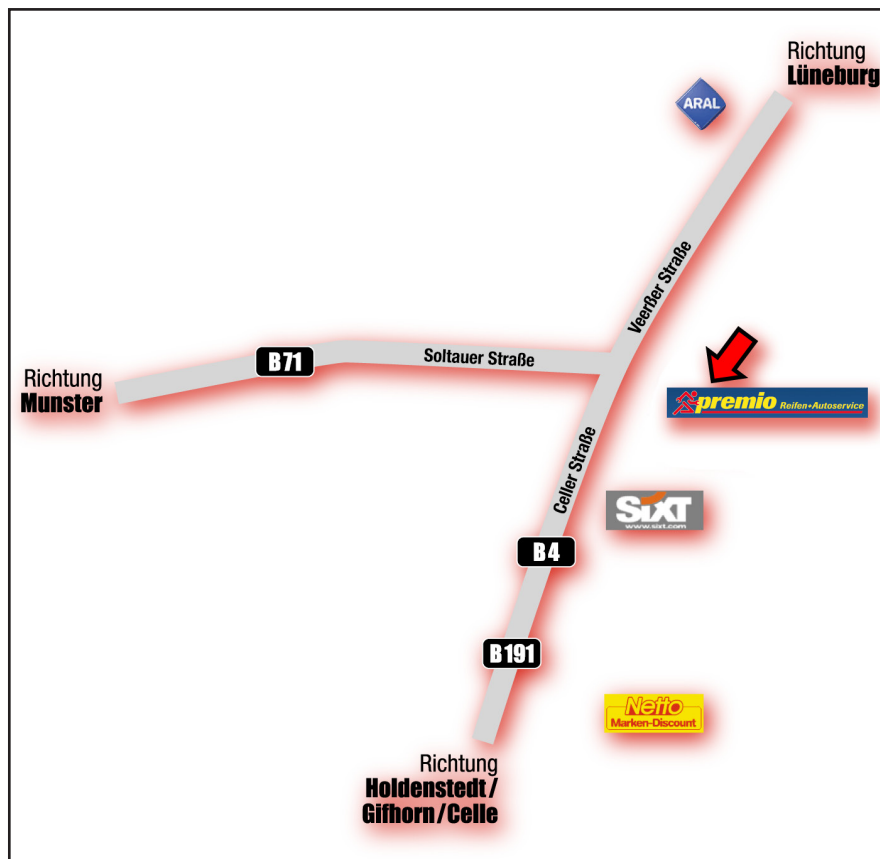 Richtung
Lüneburg
ARAL
Veerßer Straße
B71
Soltauer Straße
Richtung
Munster
premio Reifen+Autoservice
Celler Straße
SIXT
www.sixt.com
B4
B191
Netto
Marken-Discount
Richtung
Holdenstedt/
Gifhorn/Celle